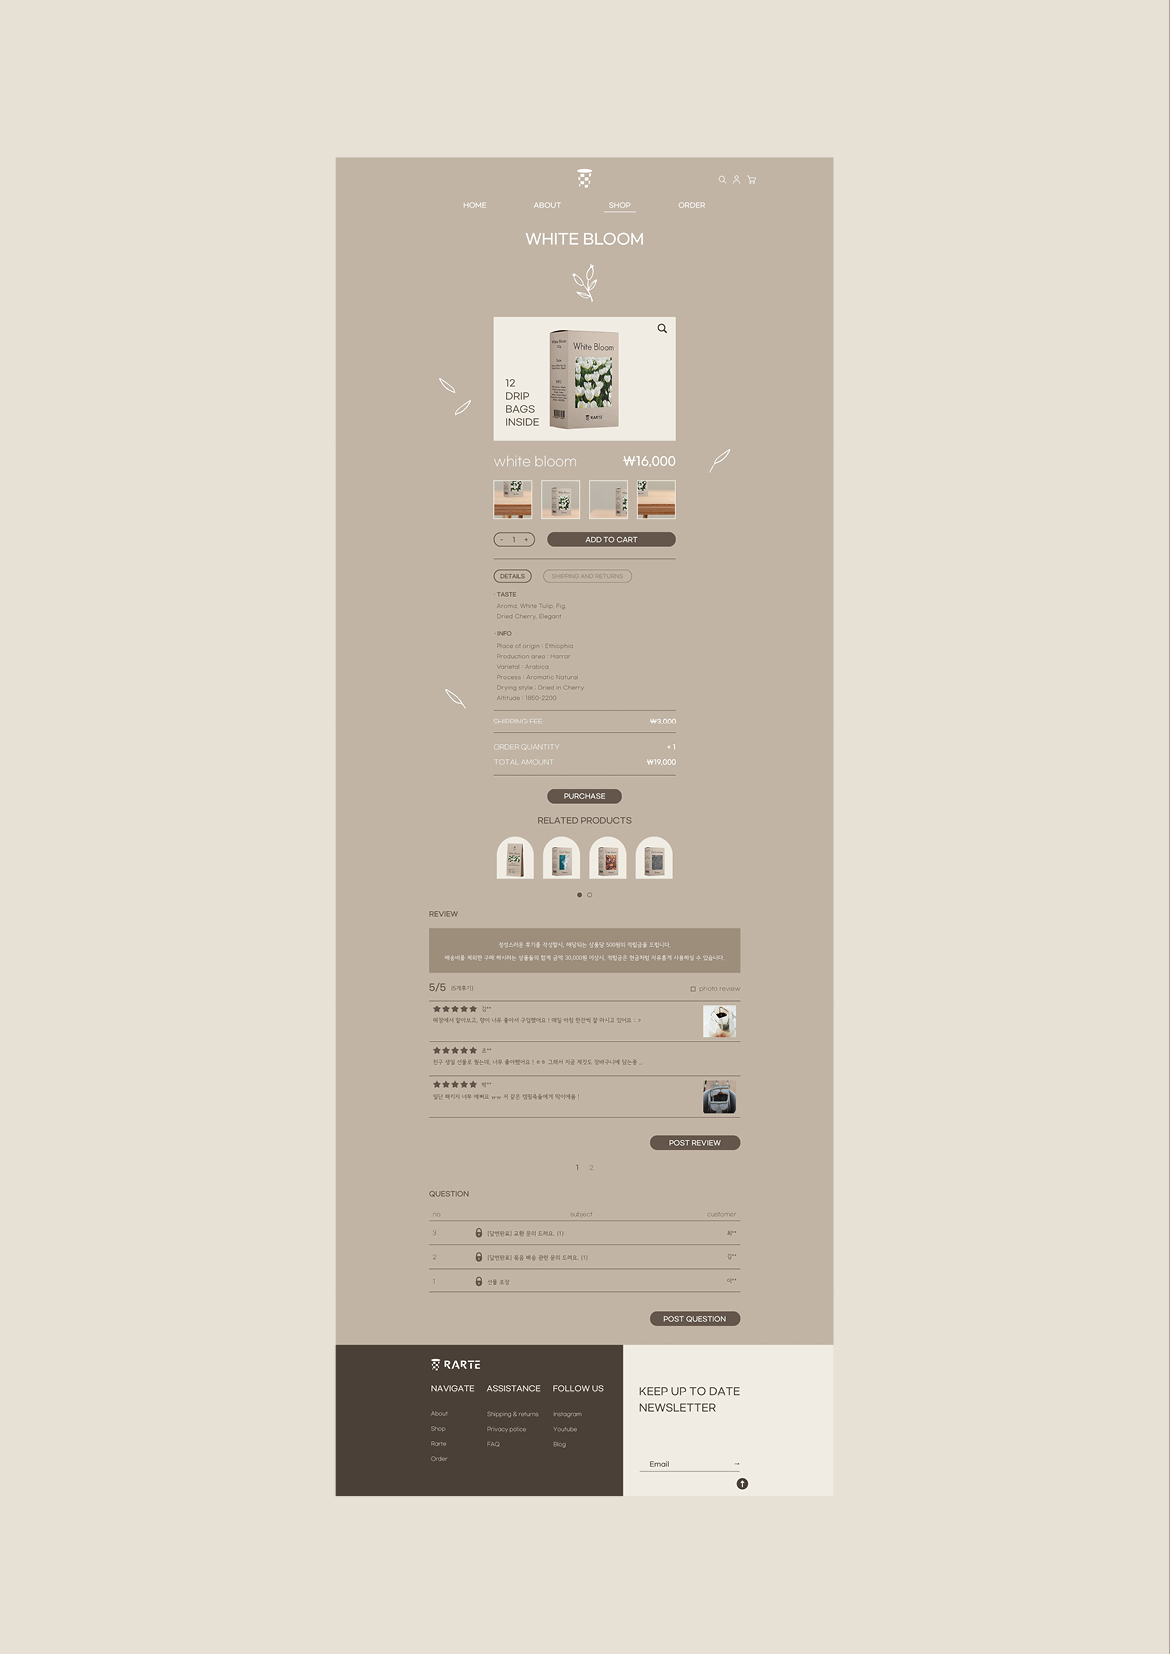 HOME
ABOUT
SHOP
ORDER
WHITE BLOOM
12
DRIP
BAGS
INSIDE
White Bloom
RARTE
white bloom
₩16,000
- 1 +
ADD TO CART
DETAILS
SHIPPING AND RETURNS
· TASTE
Aroma, White Tulip, Fig,
Dried Cherry, Elegant
· INFO
Place of origin : Ethiophia
Production area : Harrar
Varietal : Arabica
Process : Aromatic Natural
Drying style : Dried in Cherry
Altitude : 1850-2200
SHIPPING FEE
₩3,000
ORDER QUANTITY
× 1
TOTAL AMOUNT
₩19,000
PURCHASE
RELATED PRODUCTS
REVIEW
정성스러운 후기를 작성할시, 해당되는 상품당 500원의 적립금을 드립니다.
배송비를 제외한 구매 하시려는 상품들의 합계 금액 30,000원 이상시, 적립금은 현금처럼 자유롭게 사용하실 수 있습니다.
5/5 (5개후기)
photo review
김**
매장에서 맡아보고, 향이 너무 좋아서 구입했어요 ! 매일 아침 한잔씩 잘 마시고 있어요 : >
조**
친구 생일 선물로 줬는데, 너무 좋아했어요 ! ㅎㅎ 그래서 지금 제것도 장바구니에 담는중 ...
박**
일단 패키지 너무 예뻐요 ㅠㅠ 저 같은 캠핑족들에게 딱이에용 !
POST REVIEW
1 2
QUESTION
no
subject
customer
3 [답변완료] 교환 문의 드려요. (1) 최**
2 [답변완료] 묶음 배송 관련 문의 드려요. (1) 강**
1 선물 포장 이**
POST QUESTION
RARTE
NAVIGATE
About
Shop
Rarte
Order
ASSISTANCE
Shipping & returns
Privacy police
FAQ
FOLLOW US
Instagram
Youtube
Blog
KEEP UP TO DATE
NEWSLETTER
Email →